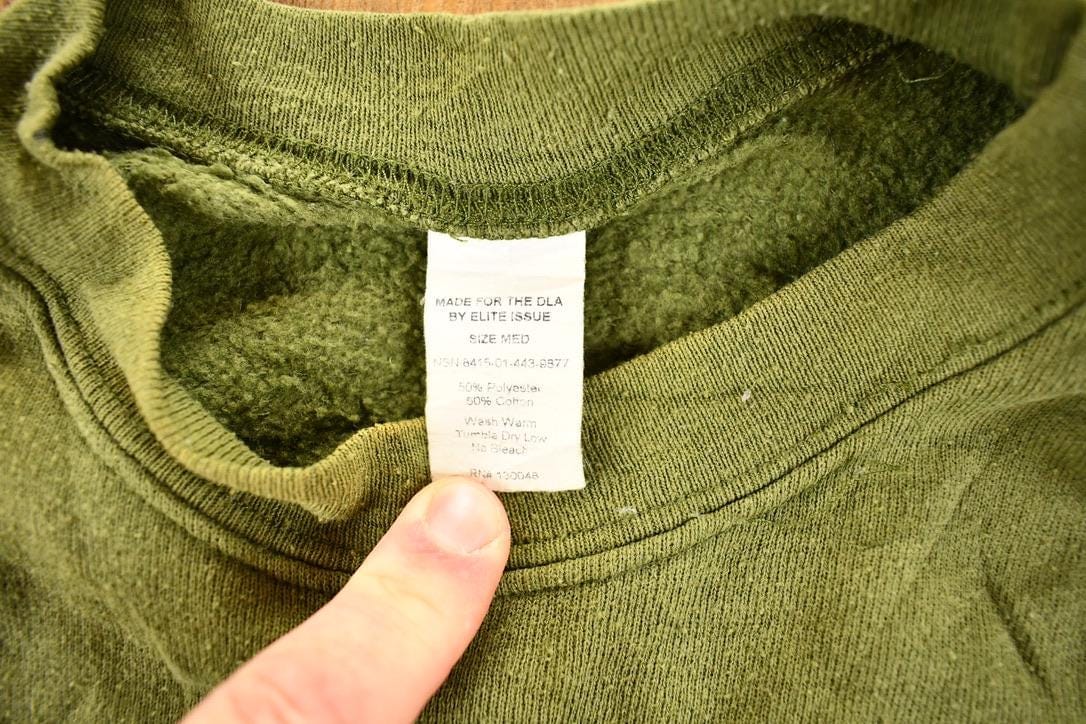 MADE FOR THE DLA
BY ELITE ISSUE
SIZE MED
NSN 8415-01-443-9877
50% Polyester
50% Cotton
Wash Warm
Tumble Dry Low
No Bleach
RN# 130048